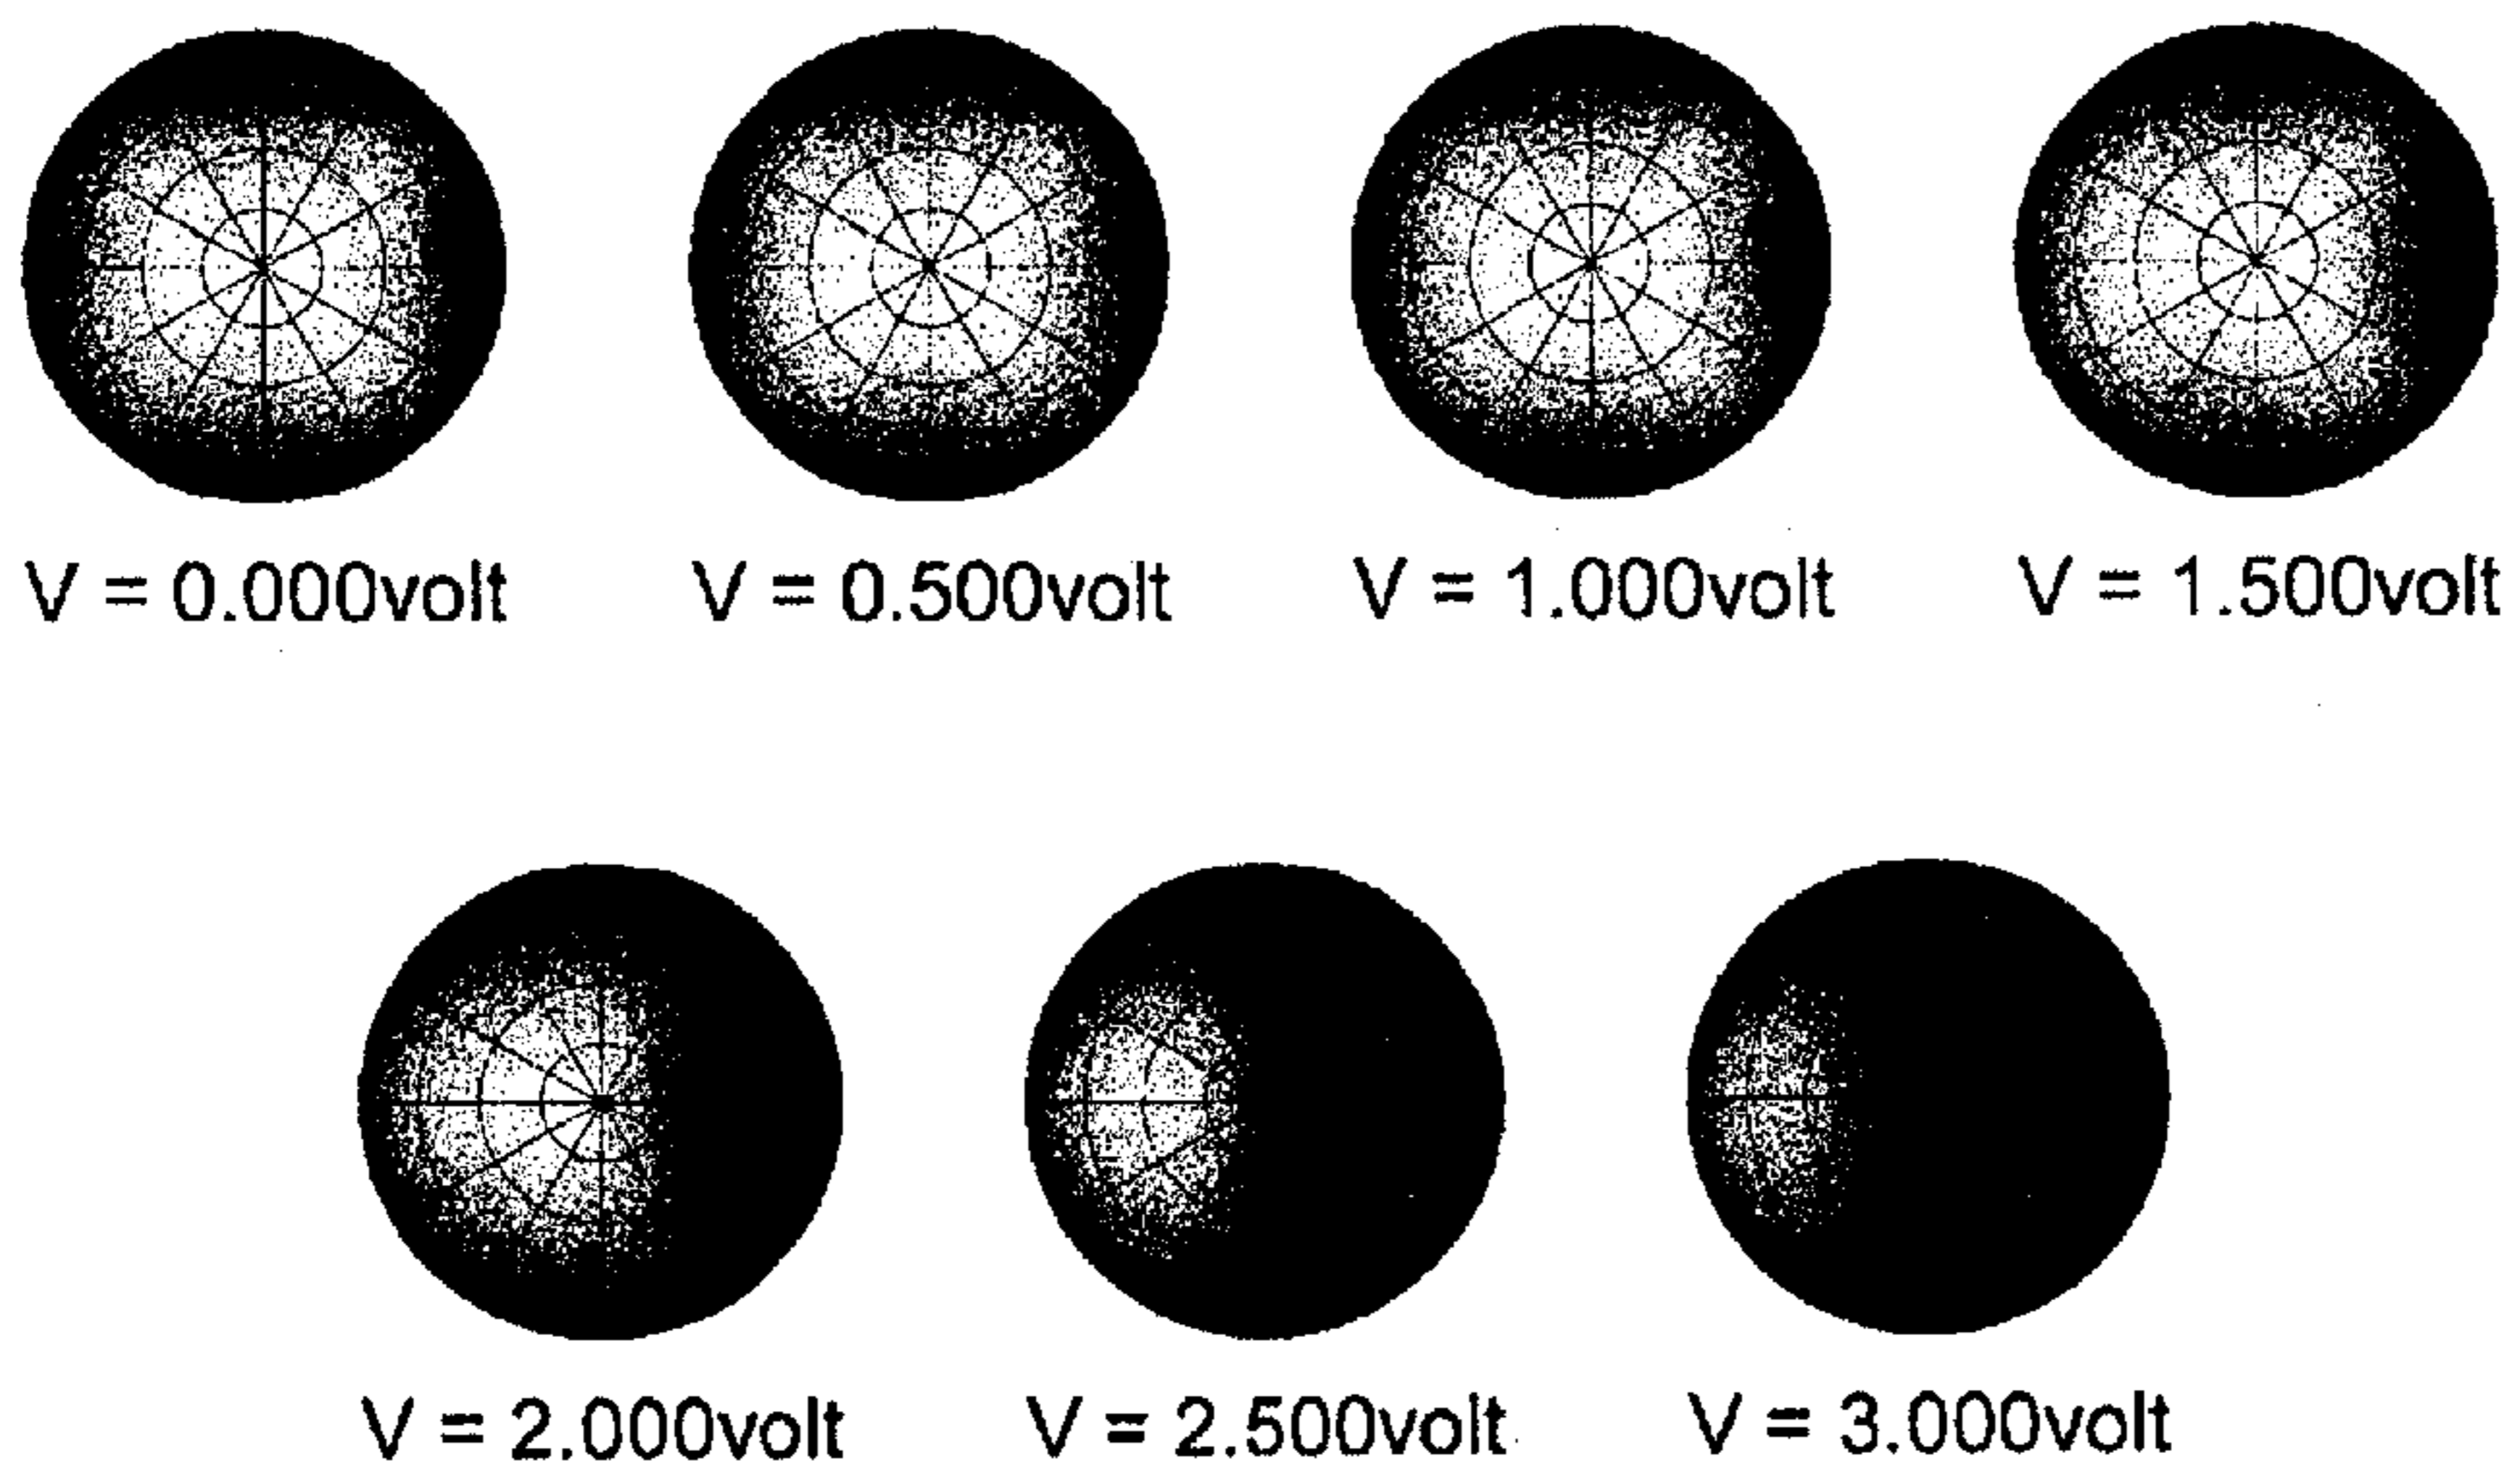 V = 0.000volt
V = 0.500volt
V = 1.000volt
V = 1.500volt
V = 2.000volt
V = 2.500volt
V = 3.000volt